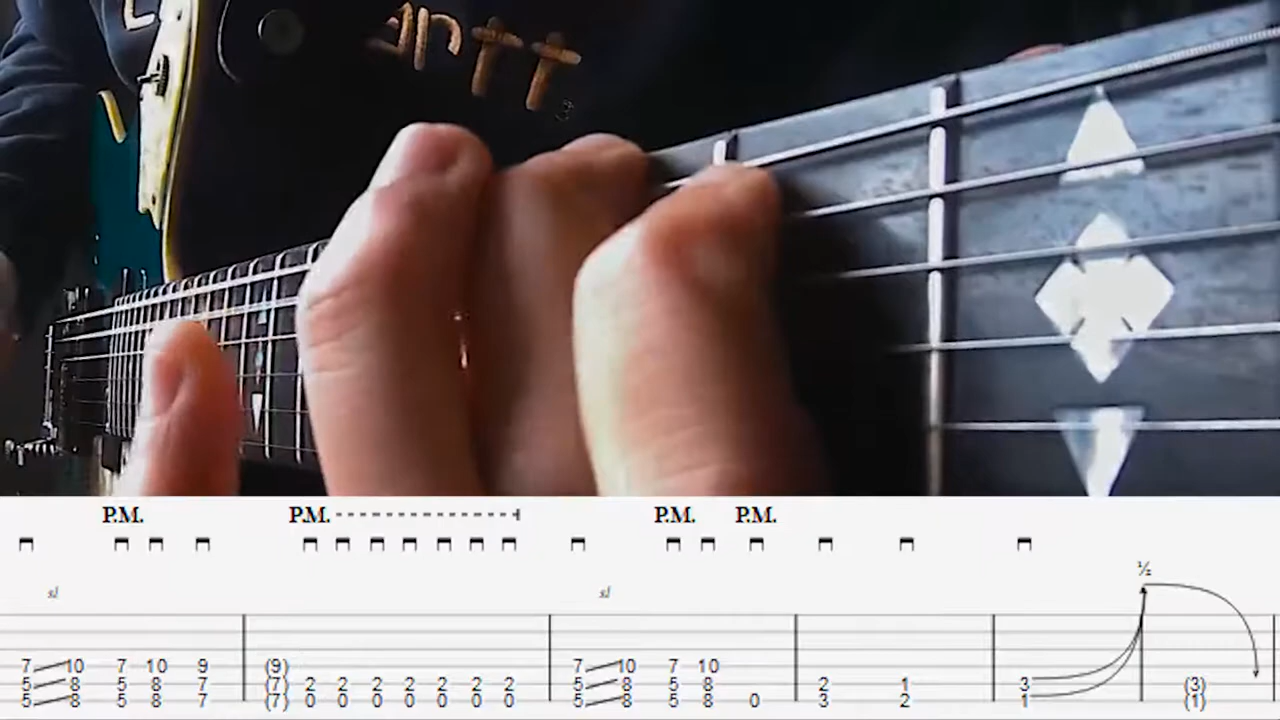 P.M. P.M. P.M. P.M.
sl sl ½
7 10 7 10 9 (9) 7 10 7 10
5 8 5 8 7 (7) 2 2 2 2 2 2 2 5 8 5 8 2 1 3 (3)
5 8 5 8 7 (7) 0 0 0 0 0 0 0 5 8 5 8 0 3 2 1 (1)